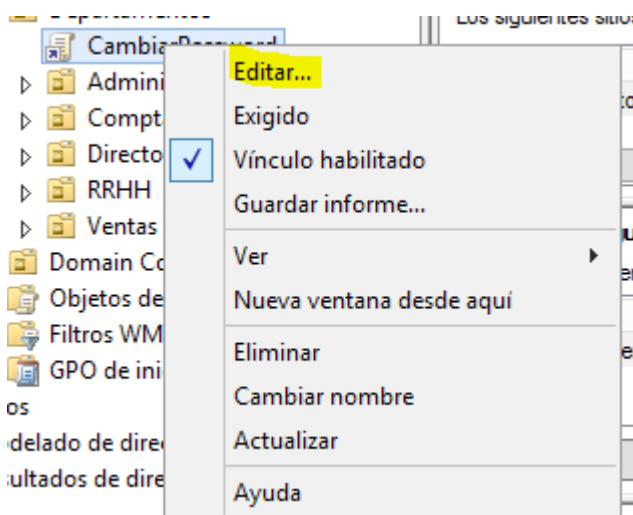 Departamentos
Los siguientes sitios
CambiarPassword
Editar...
Admini
Exigido
Compt
Directo
Vínculo habilitado
RRHH
Guardar informe...
Ventas
Ver
Domain Co
Objetos de
Nueva ventana desde aquí
Filtros WM
Eliminar
GPO de ini
Cambiar nombre
os
delado de dire
Actualizar
ultados de dire
Ayuda